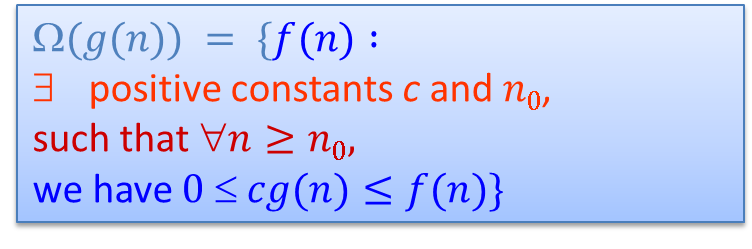 Ω(g(n)) = {f(n) :
∃ positive constants c and n₀,
such that ∀n ≥ n₀,
we have 0 ≤ cg(n) ≤ f(n)}